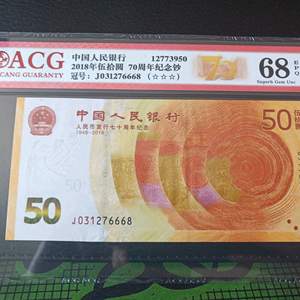 ACG
CANG GUARANTY
中国人民银行 12773950
2018年伍拾圆 70周年纪念钞
冠号：J031276668 (☆☆☆)
70
68 EPQ
Superb Gem Unc
中国人民银行
人民币发行七十周年纪念
1948-2018
50
50
J031276668